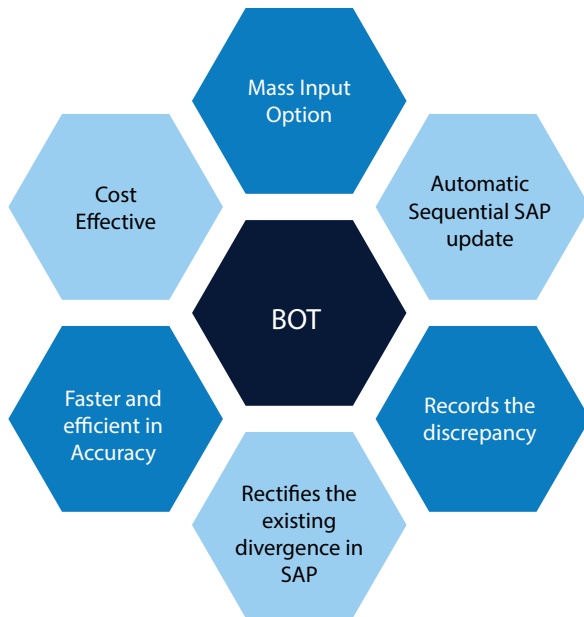 Mass Input
Option
Automatic
Sequential SAP
update
Records the
discrepancy
Rectifies the
existing
divergence in
SAP
Faster and
efficient in
Accuracy
Cost
Effective
BOT